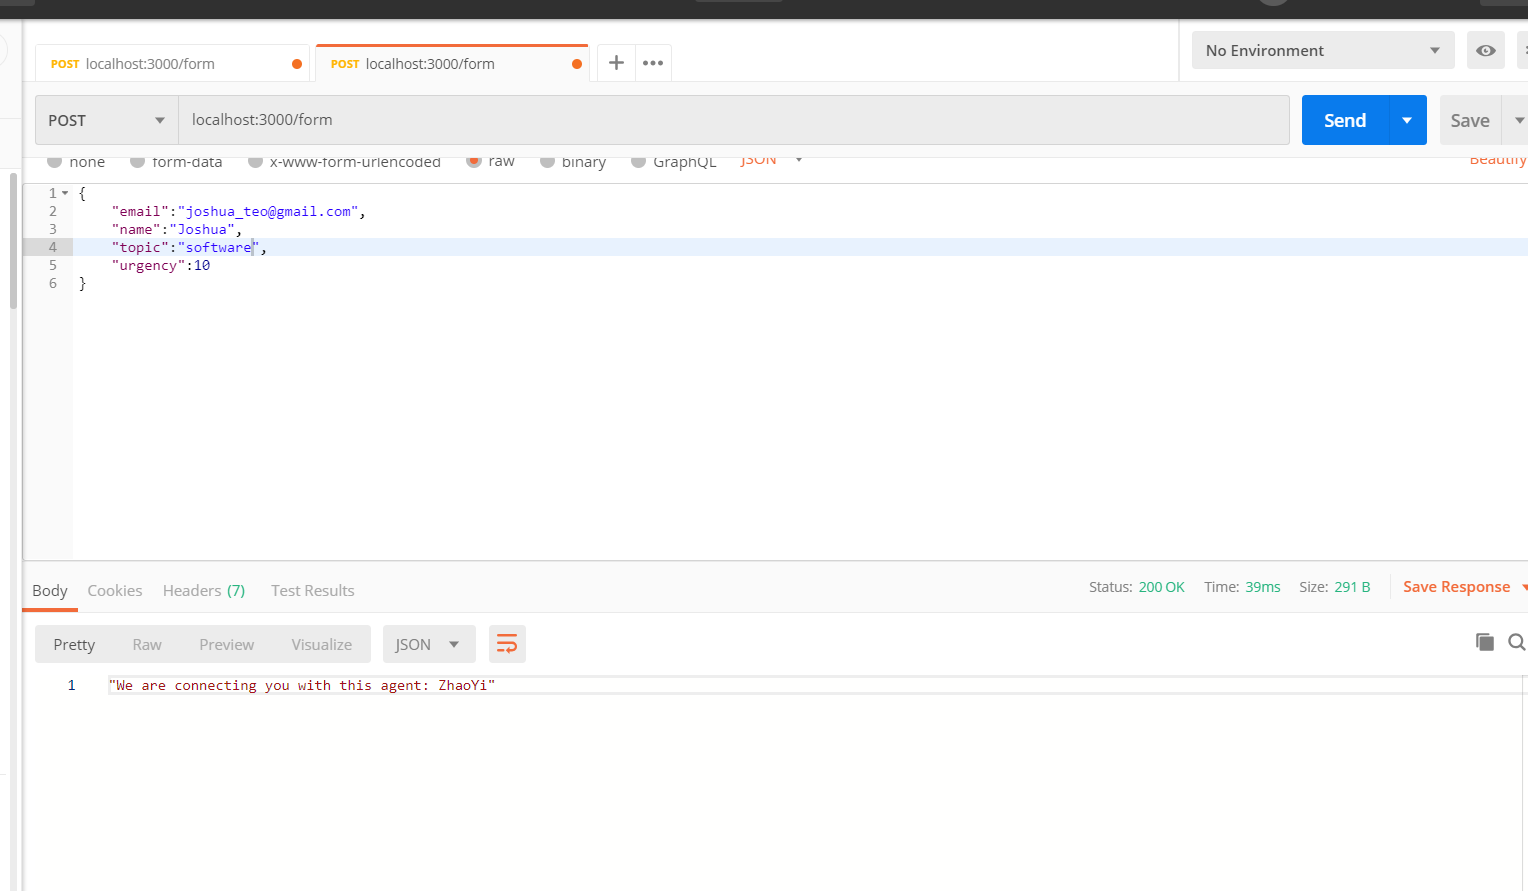 POST localhost:3000/form
POST localhost:3000/form
No Environment
POST
localhost:3000/form
Send
Save
none form-data x-www-form-urlencoded raw binary GraphQL JSON Beautify
1 {
2 "email":"joshua_teo@gmail.com",
3 "name":"Joshua",
4 "topic":"software",
5 "urgency":10
6 }
Body Cookies Headers (7) Test Results
Status: 200 OK Time: 39ms Size: 291 B Save Response
Pretty Raw Preview Visualize JSON
1 "We are connecting you with this agent: ZhaoYi"